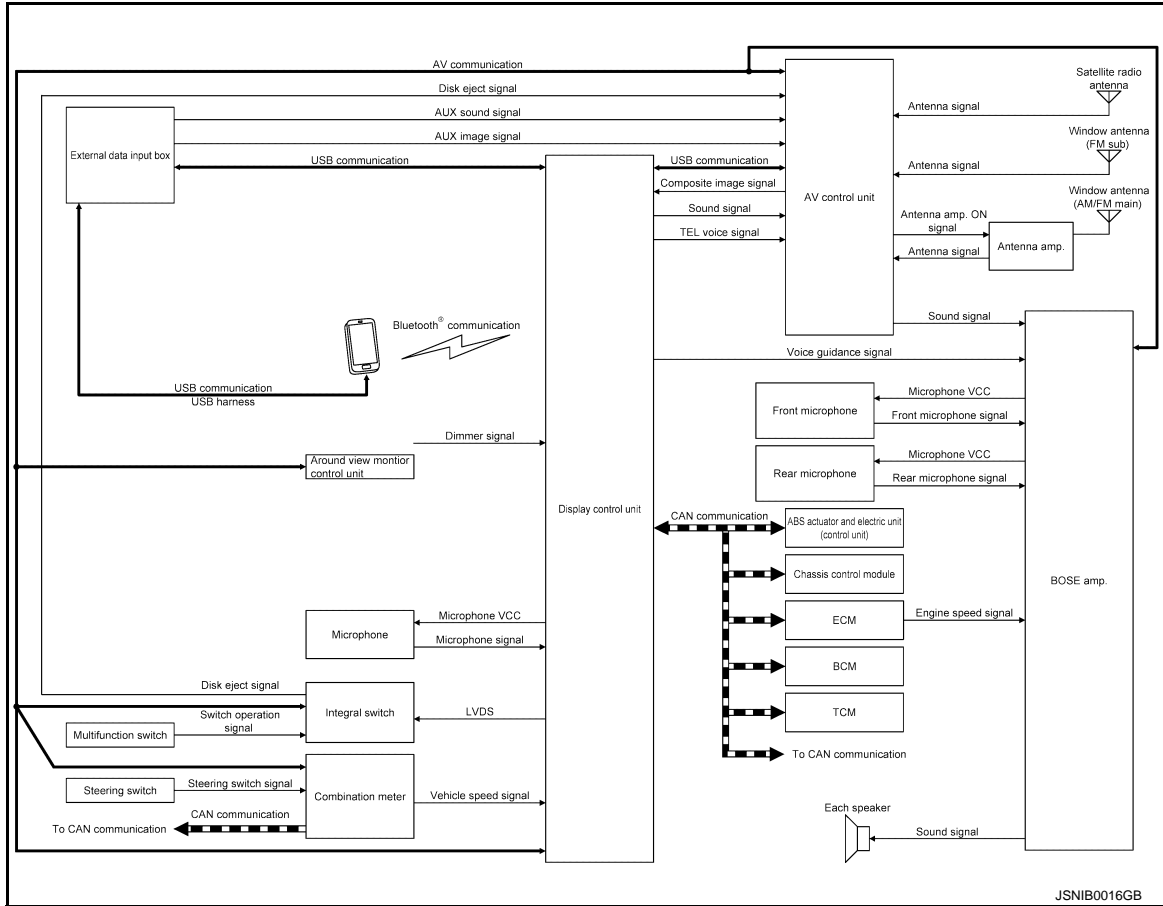 AV communication
Disk eject signal
AUX sound signal
AUX image signal
External data input box
USB communication
USB communication
Composite image signal
Sound signal
TEL voice signal
AV control unit
Satellite radio
antenna
Antenna signal
Window antenna
(FM sub)
Antenna signal
Window antenna
(AM/FM main)
Antenna amp. ON
signal
Antenna signal
Antenna amp.
Bluetooth® communication
USB communication
USB harness
Sound signal
Voice guidance signal
Front microphone
Microphone VCC
Front microphone signal
Rear microphone
Microphone VCC
Rear microphone signal
Dimmer signal
Around view montior
control unit
Display control unit
CAN communication
ABS actuator and electric unit
(control unit)
Chassis control module
ECM
Engine speed signal
BOSE amp.
BCM
TCM
To CAN communication
Microphone
Microphone VCC
Microphone signal
Disk eject signal
Integral switch
LVDS
Switch operation
signal
Multifunction switch
Steering switch
Steering switch signal
Combination meter
Vehicle speed signal
CAN communication
To CAN communication
Each speaker
Sound signal
JSNIB0016GB